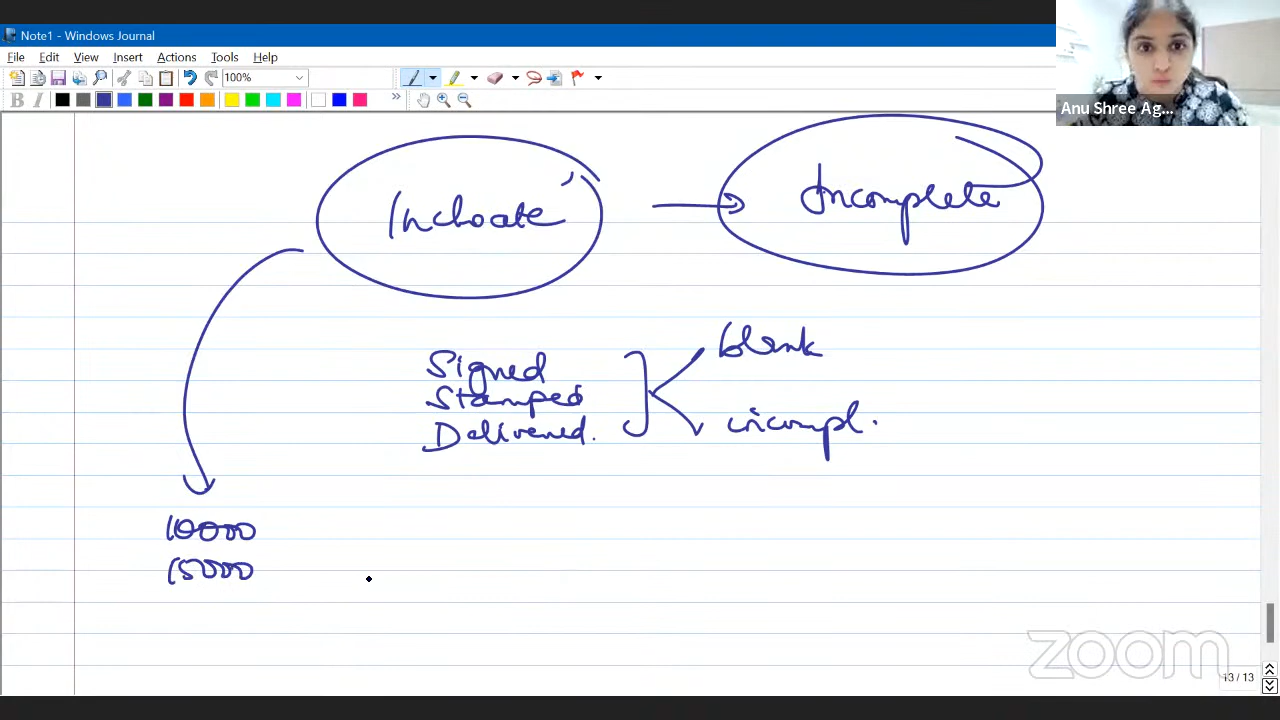 Note1 - Windows Journal
File Edit View Insert Actions Tools Help
100%
B I
Anu Shree Ag...
Inchoate
Incomplete
Signed
Stamped
Delivered.
blank
incompl.
10000
15000
zoom
13 / 13